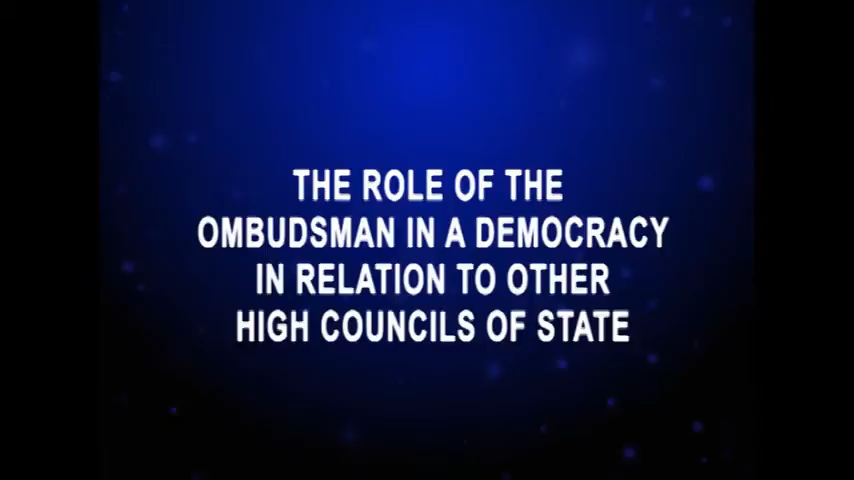 THE ROLE OF THE
OMBUDSMAN IN A DEMOCRACY
IN RELATION TO OTHER
HIGH COUNCILS OF STATE